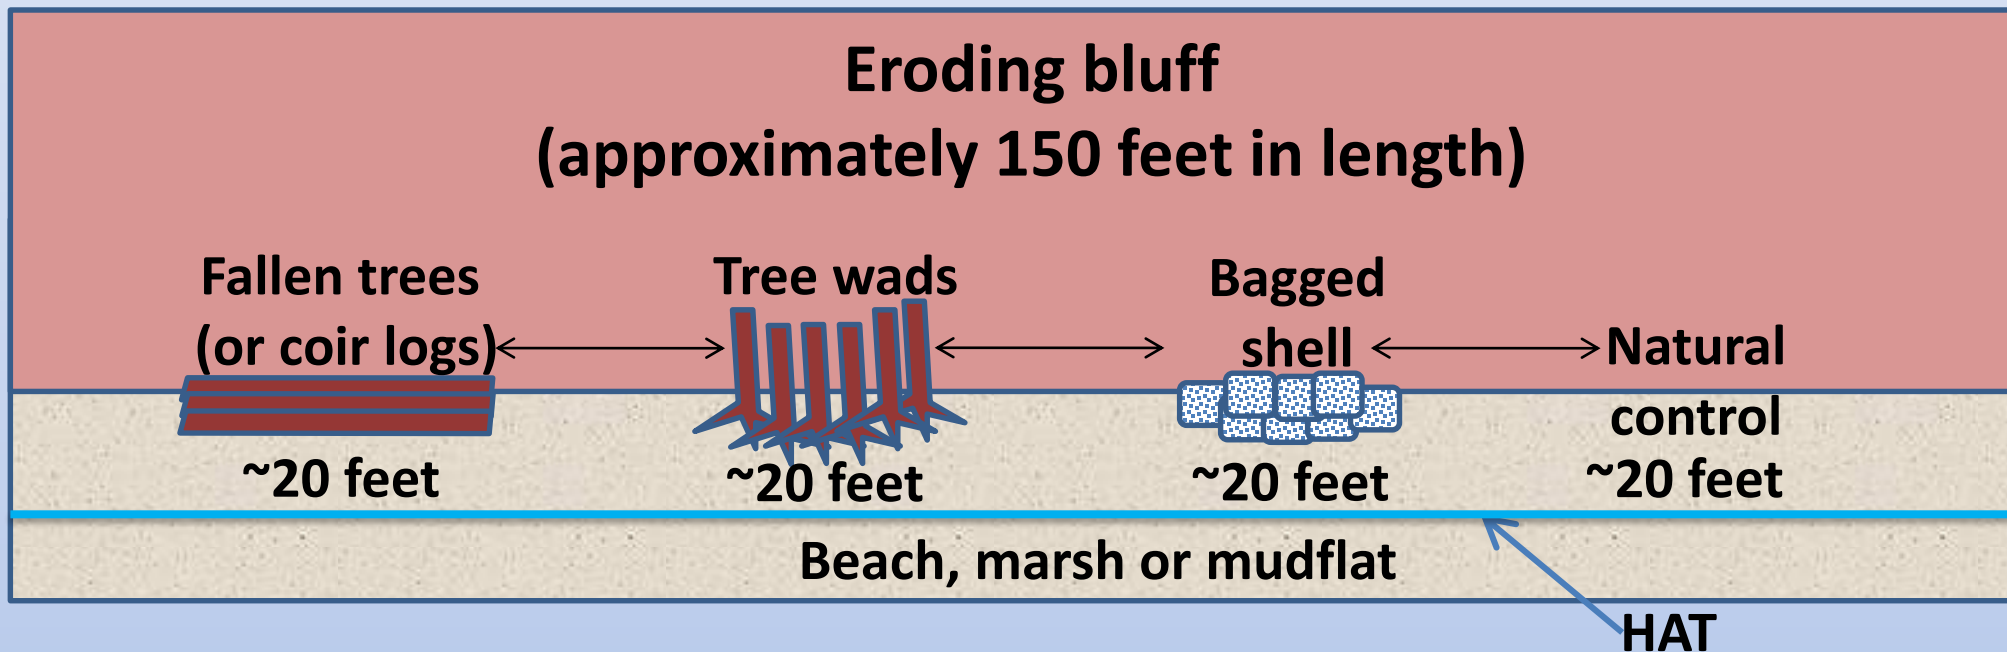 Eroding bluff
(approximately 150 feet in length)
Fallen trees
(or coir logs)
~20 feet
Tree wads
~20 feet
Bagged
shell
~20 feet
Natural
control
~20 feet
Beach, marsh or mudflat
HAT